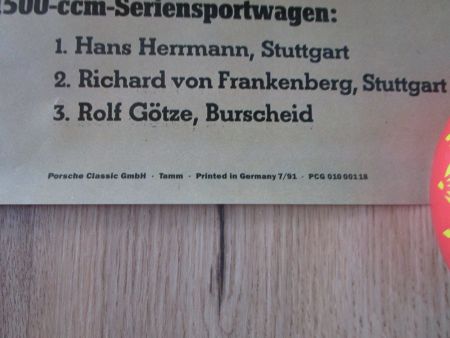 1500-ccm-Seriensportwagen:
1. Hans Herrmann, Stuttgart
2. Richard von Frankenberg, Stuttgart
3. Rolf Götze, Burscheid
Porsche Classic GmbH · Tamm · Printed in Germany 7/91 · PCG 010 001 18